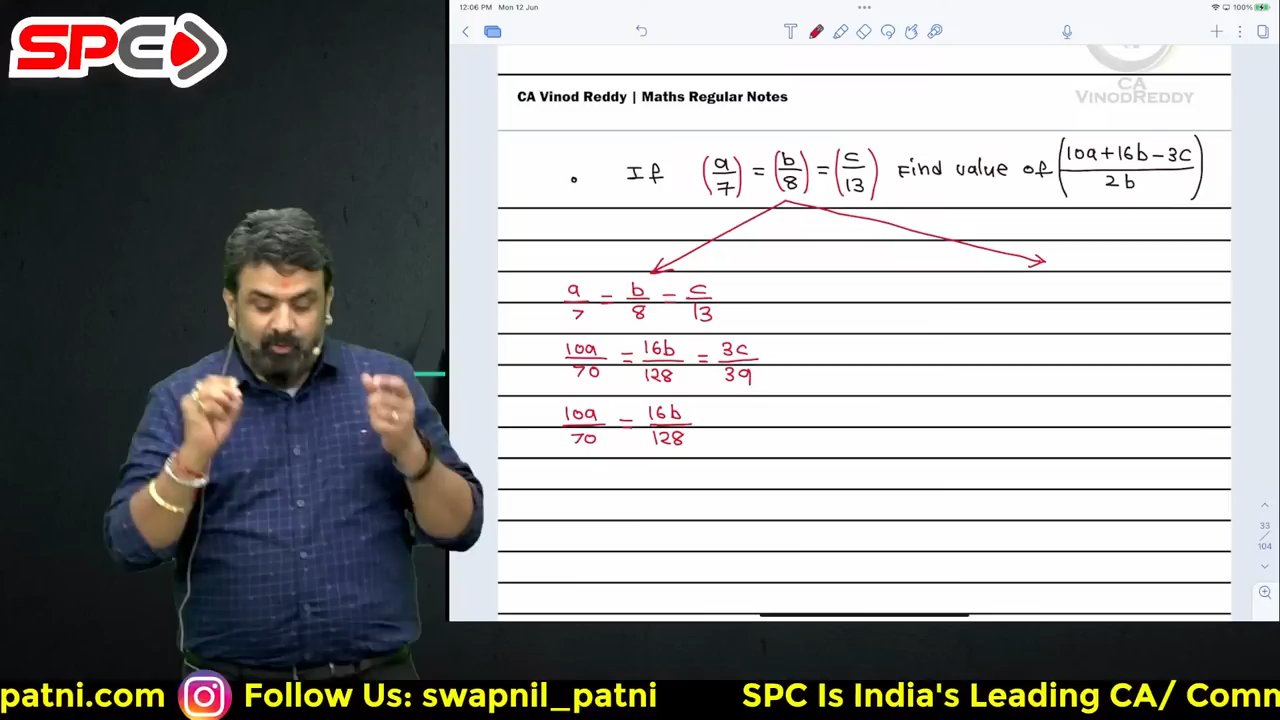 SPC
12:06 PM Mon 12 Jun
100%
CA Vinod Reddy | Maths Regular Notes
CA
VINODREDDY
. If (a/7) = (b/8) = (c/13) Find value of ((10a+16b-3c)/2b)
a/7 = b/8 = c/13
10a/70 = 16b/128 = 3c/39
10a/70 = 16b/128
33
104
patni.com Follow Us: swapnil_patni SPC Is India's Leading CA/ Comm